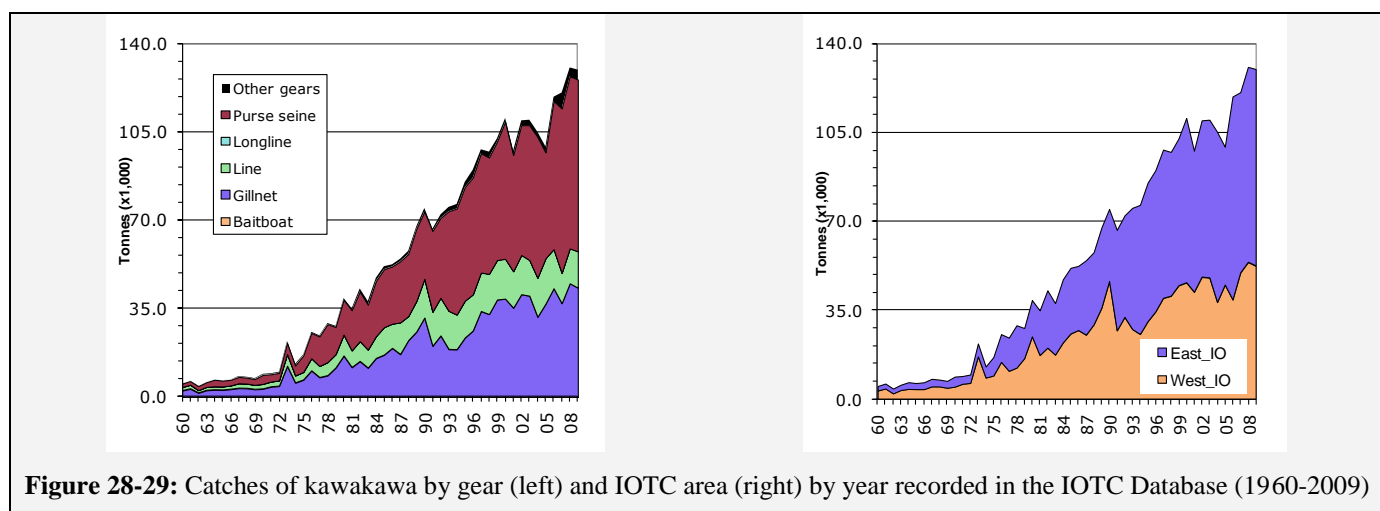 140.0
105.0
70.0
35.0
0.0
Tonnes (x1,000)
Other gears
Purse seine
Longline
Line
Gillnet
Baitboat
60 63 66 69 72 75 78 81 84 87 90 93 96 99 02 05 08
140.0
105.0
70.0
35.0
0.0
Tonnes (x1,000)
East_IO
West_IO
60 63 66 69 72 75 78 81 84 87 90 93 96 99 02 05 08
Figure 28-29: Catches of kawakawa by gear (left) and IOTC area (right) by year recorded in the IOTC Database (1960-2009)